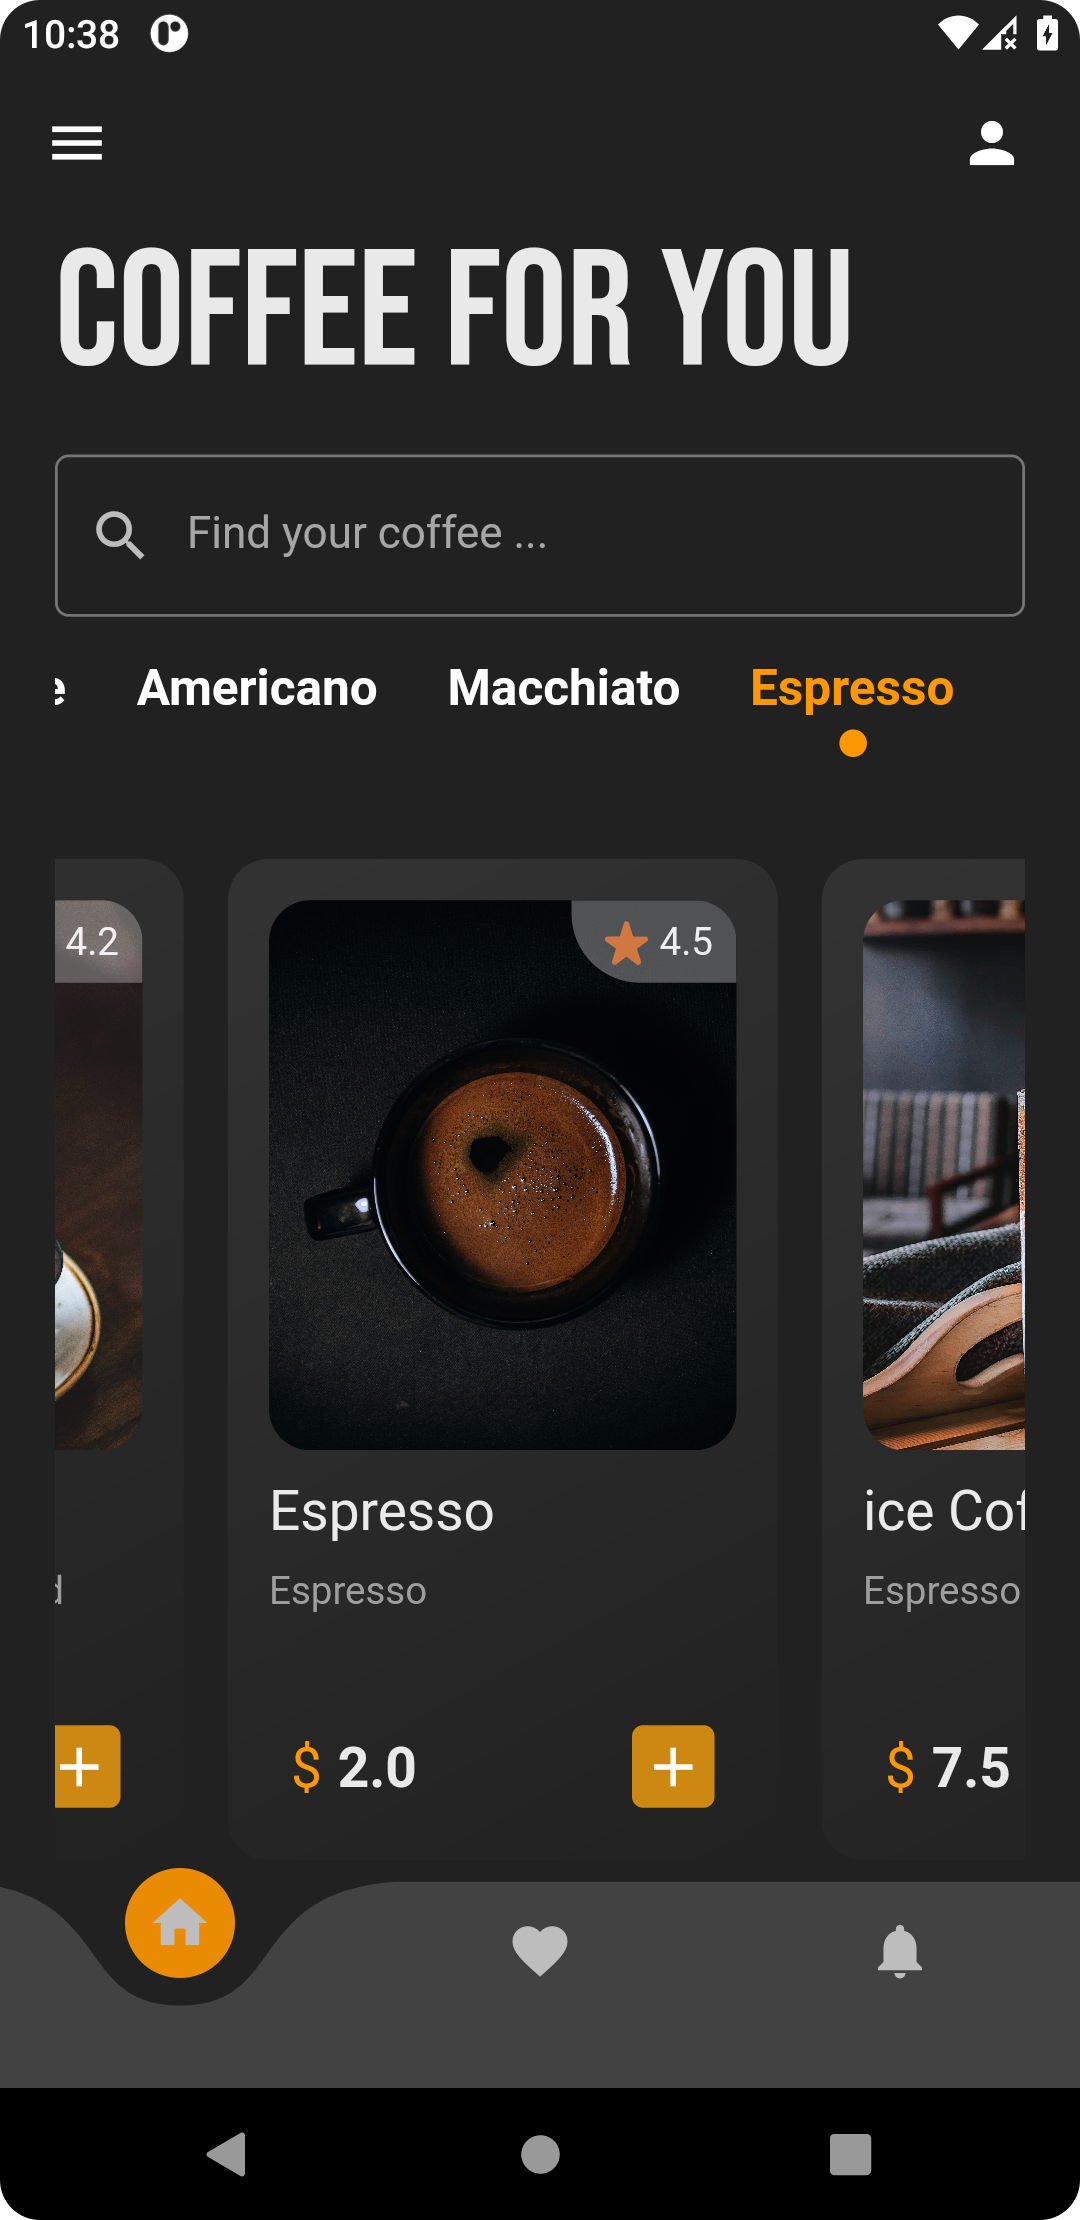 10:38
COFFEE FOR YOU
Find your coffee ...
e Americano Macchiato Espresso
4.2 4.5
Espresso ice Cof
d Espresso Espresso
$ 2.0 $ 7.5